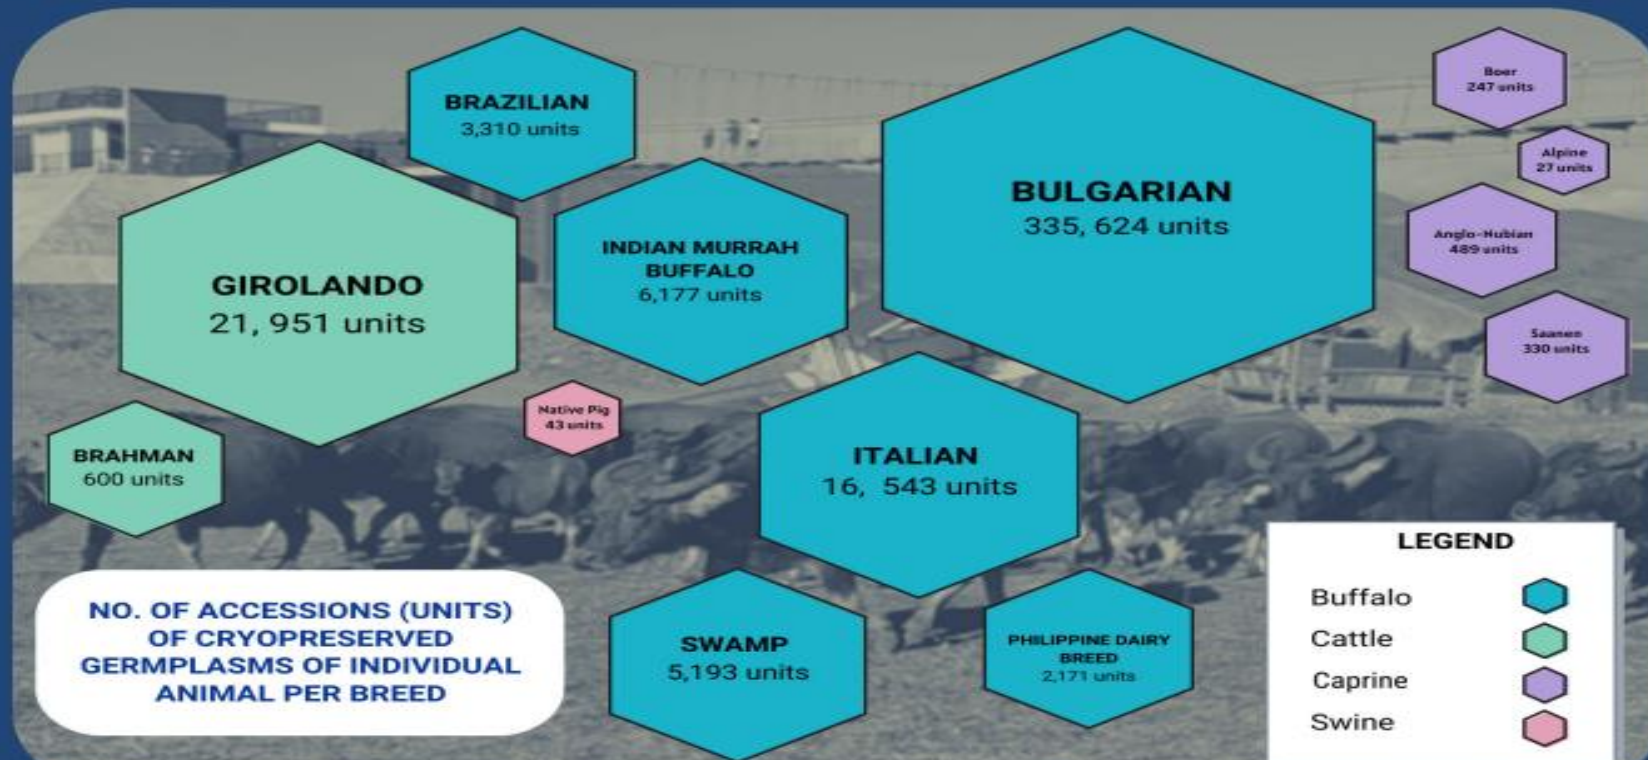 BRAZILIAN
3,310 units
BULGARIAN
335, 624 units
Boer
247 units
Alpine
27 units
Anglo-Nubian
489 units
Saanen
330 units
INDIAN MURRAH
BUFFALO
6,177 units
GIROLANDO
21, 951 units
Native Pig
43 units
BRAHMAN
600 units
ITALIAN
16, 543 units
SWAMP
5,193 units
PHILIPPINE DAIRY
BREED
2,171 units
NO. OF ACCESSIONS (UNITS)
OF CRYOPRESERVED
GERMPLASMS OF INDIVIDUAL
ANIMAL PER BREED
LEGEND
Buffalo
Cattle
Caprine
Swine